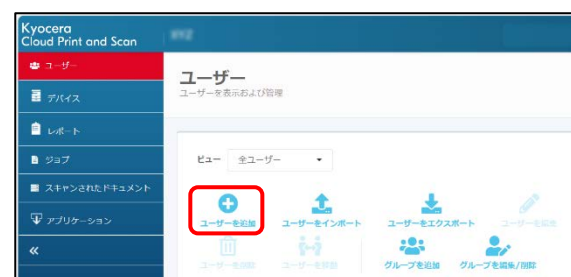 Kyocera
Cloud Print and Scan
ユーザー
デバイス
レポート
ジョブ
スキャンされたドキュメント
アプリケーション
«
ユーザー
ユーザーを表示および管理
ビュー 全ユーザー
ユーザーを追加 ユーザーをインポート ユーザーをエクスポート ユーザーを編集
ユーザーを削除 グループを追加 グループを編集/削除